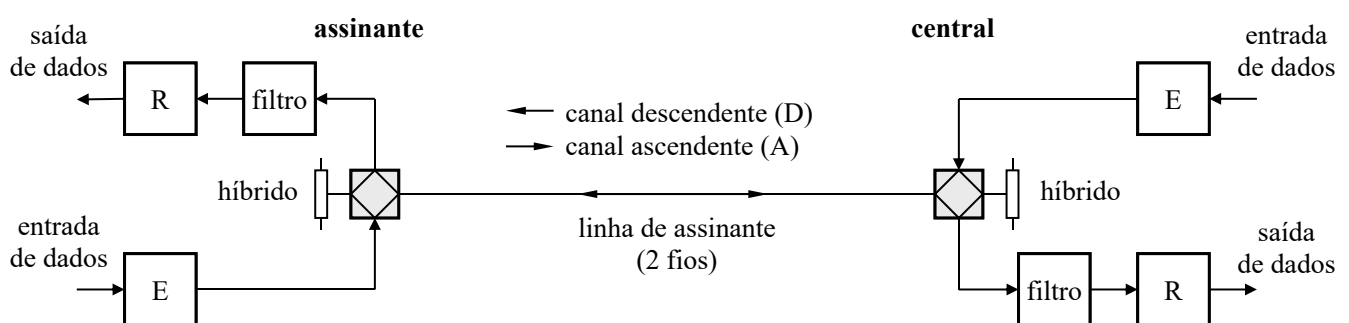 assinante
central
saída
de dados
R
filtro
canal descendente (D)
canal ascendente (A)
E
entrada
de dados
híbrido
híbrido
linha de assinante
(2 fios)
entrada
de dados
E
filtro
R
saída
de dados